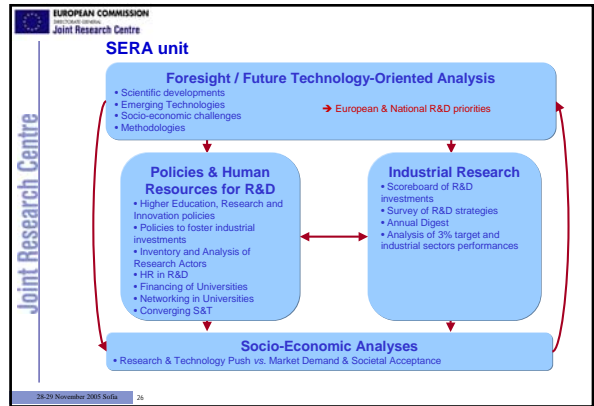 EUROPEAN COMMISSION
DIRECTORATE GENERAL
Joint Research Centre
Joint Research Centre
SERA unit
Foresight / Future Technology-Oriented Analysis
• Scientific developments
• Emerging Technologies
• Socio-economic challenges
• Methodologies
➔ European & National R&D priorities
Policies & Human
Resources for R&D
• Higher Education, Research and
Innovation policies
• Policies to foster industrial
investments
• Inventory and Analysis of
Research Actors
• HR in R&D
• Financing of Universities
• Networking in Universities
• Converging S&T
Industrial Research
• Scoreboard of R&D
investments
• Survey of R&D strategies
• Annual Digest
• Analysis of 3% target and
industrial sectors performances
Socio-Economic Analyses
• Research & Technology Push vs. Market Demand & Societal Acceptance
28-29 November 2005 Sofia 26